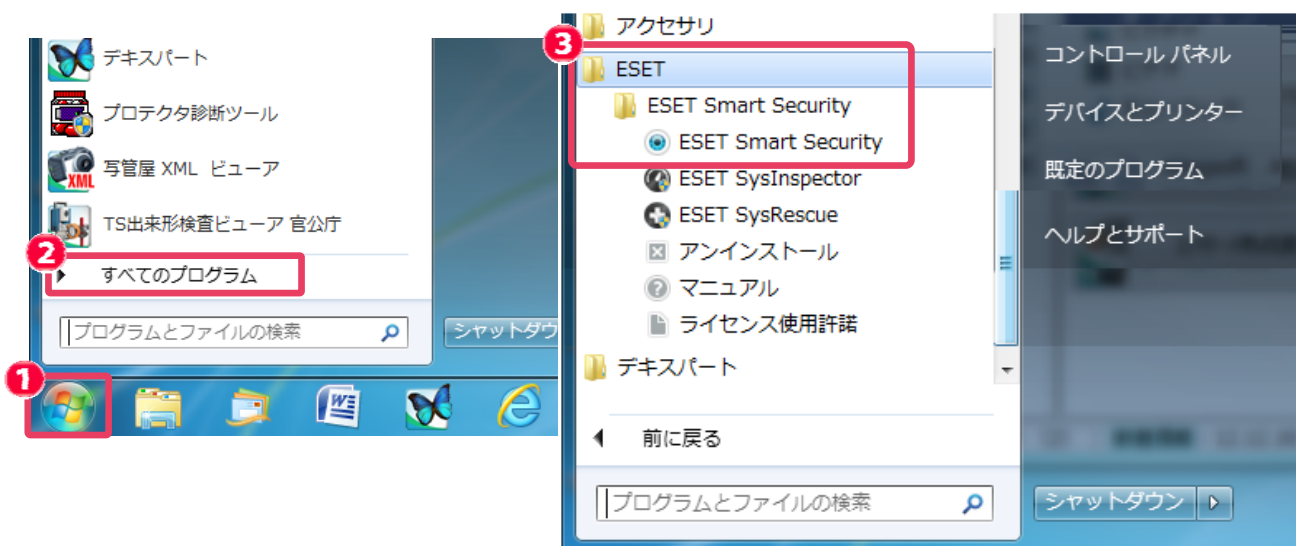 デキスパート
プロテクタ診断ツール
XML
写管屋 XML ビューア
TS出来形検査ビューア 官公庁
2
すべてのプログラム
プログラムとファイルの検索
シャットダウ
1
W
アクセサリ
3
ESET
ESET Smart Security
ESET Smart Security
ESET SysInspector
ESET SysRescue
アンインストール
マニュアル
ライセンス使用許諾
デキスパート
前に戻る
プログラムとファイルの検索
コントロール パネル
デバイスとプリンター
既定のプログラム
ヘルプとサポート
シャットダウン